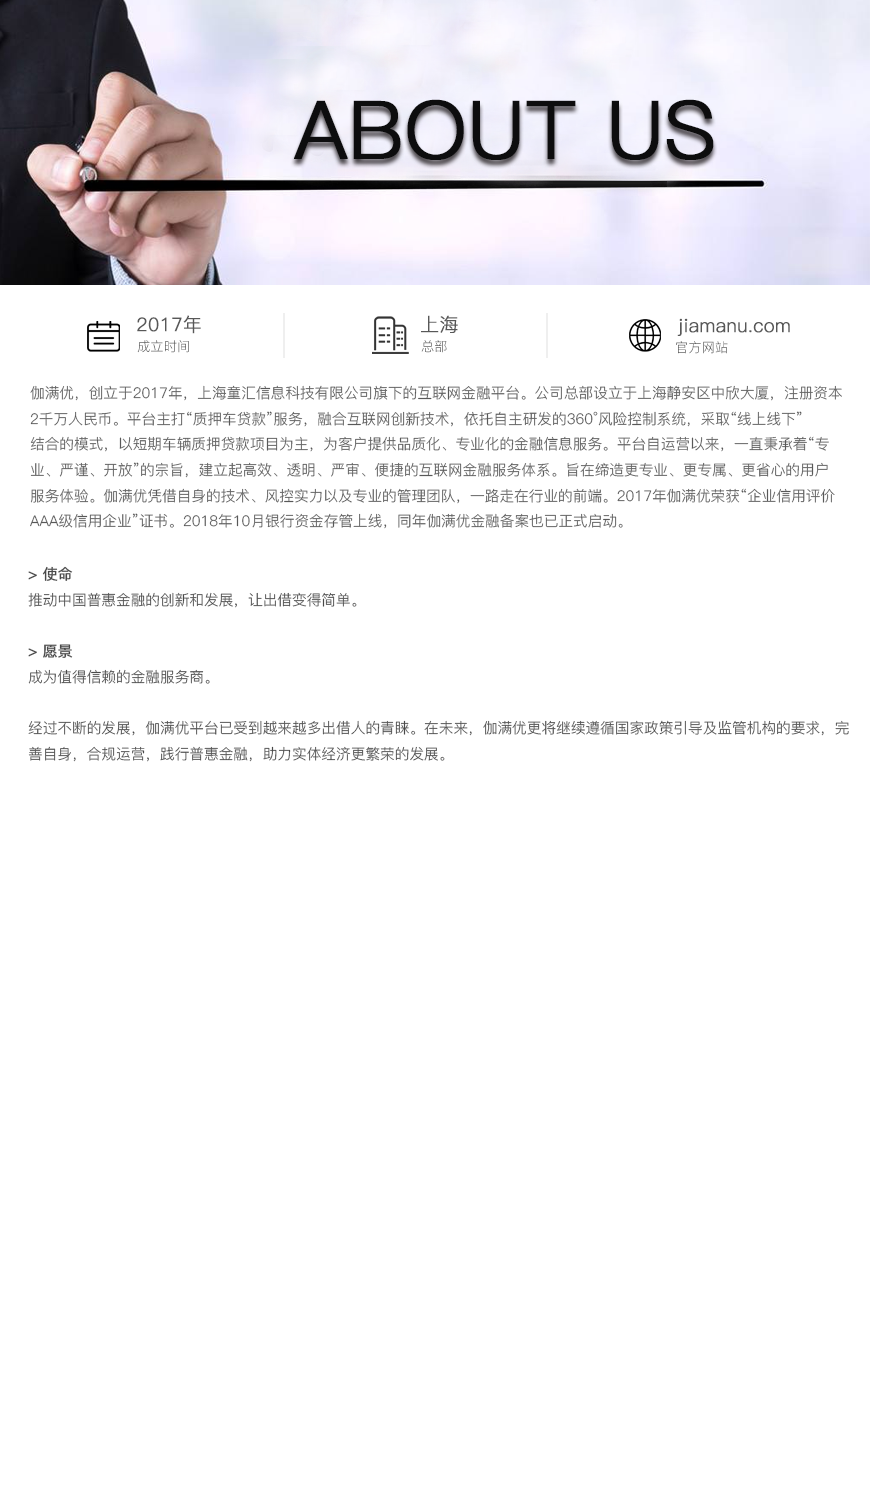 ABOUT US
2017年
成立时间
上海
总部
jiamanu.com
官方网站
伽满优，创立于2017年，上海童汇信息科技有限公司旗下的互联网金融平台。公司总部设立于上海静安区中欣大厦，注册资本
2千万人民币。平台主打“质押车贷款”服务，融合互联网创新技术，依托自主研发的360°风险控制系统，采取“线上线下”
结合的模式，以短期车辆质押贷款项目为主，为客户提供品质化、专业化的金融信息服务。平台自运营以来，一直秉承着“专
业、严谨、开放”的宗旨，建立起高效、透明、严审、便捷的互联网金融服务体系。旨在缔造更专业、更专属、更省心的用户
服务体验。伽满优凭借自身的技术、风控实力以及专业的管理团队，一路走在行业的前端。2017年伽满优荣获“企业信用评价
AAA级信用企业”证书。2018年10月银行资金存管上线，同年伽满优金融备案也已正式启动。
> 使命
推动中国普惠金融的创新和发展，让出借变得简单。
> 愿景
成为值得信赖的金融服务商。
经过不断的发展，伽满优平台已受到越来越多出借人的青睐。在未来，伽满优更将继续遵循国家政策引导及监管机构的要求，完
善自身，合规运营，践行普惠金融，助力实体经济更繁荣的发展。